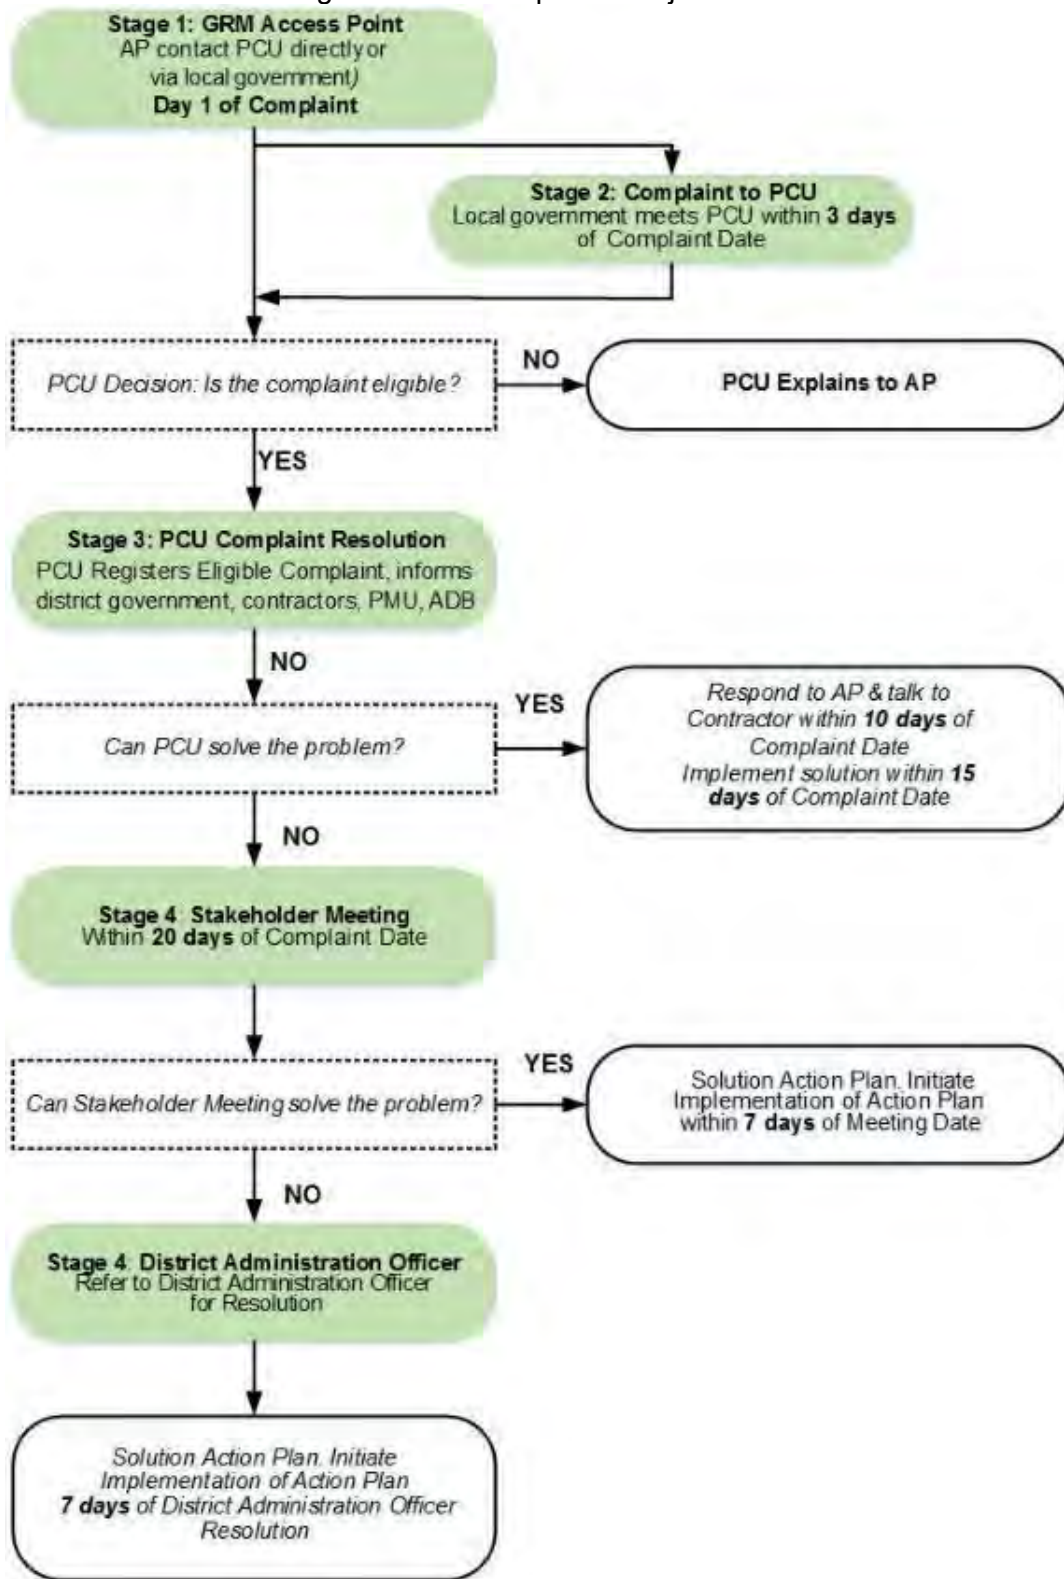 Stage 1: GRM Access Point
AP contact PCU directly or
via local government)
Day 1 of Complaint
Stage 2: Complaint to PCU
Local government meets PCU within 3 days
of Complaint Date
PCU Decision: Is the complaint eligible?
NO
PCU Explains to AP
YES
Stage 3: PCU Complaint Resolution
PCU Registers Eligible Complaint, informs
district government, contractors, PMU, ADB
NO
Can PCU solve the problem?
YES
Respond to AP & talk to
Contractor within 10 days of
Complaint Date
Implement solution within 15
days of Complaint Date
NO
Stage 4: Stakeholder Meeting
Within 20 days of Complaint Date
Can Stakeholder Meeting solve the problem?
YES
Solution Action Plan. Initiate
Implementation of Action Plan
within 7 days of Meeting Date
NO
Stage 4: District Administration Officer
Refer to District Administration Officer
for Resolution
Solution Action Plan. Initiate
Implementation of Action Plan
7 days of District Administration Officer
Resolution